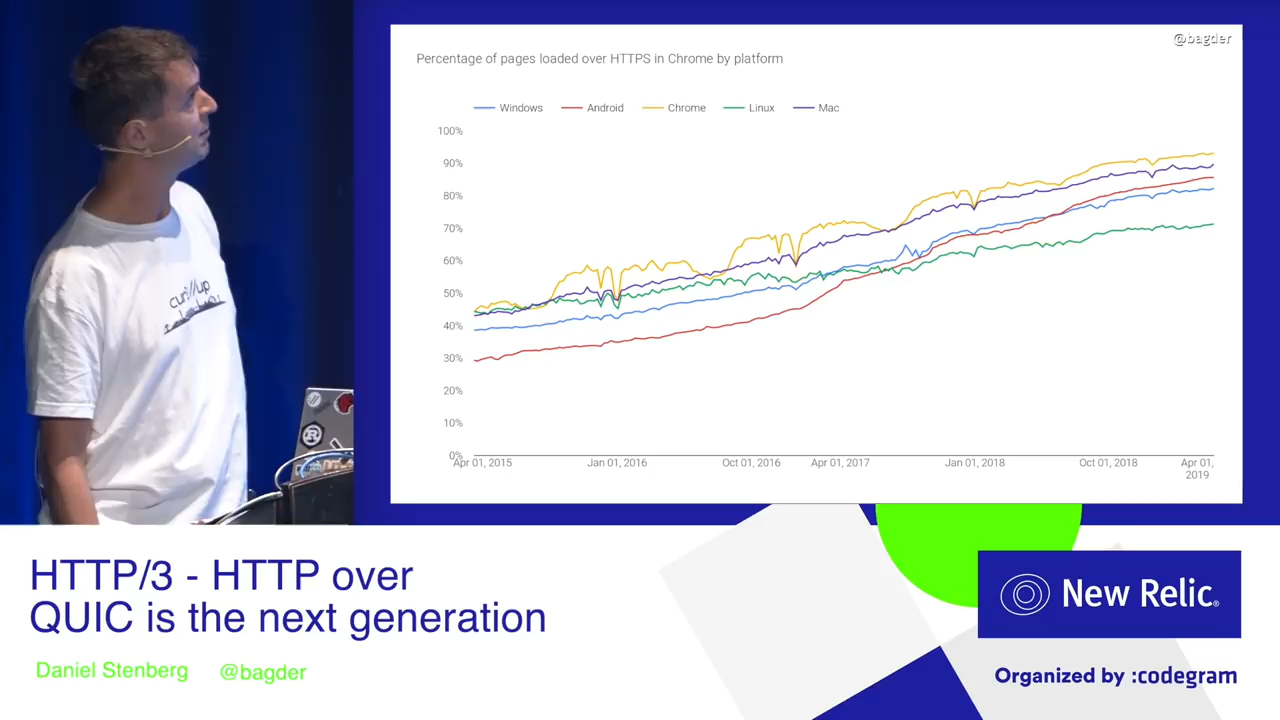 @bagder
Percentage of pages loaded over HTTPS in Chrome by platform
Windows Android Chrome Linux Mac
100%
90%
80%
70%
60%
50%
40%
30%
20%
10%
0%
Apr 01, 2015 Jan 01, 2016 Oct 01, 2016 Apr 01, 2017 Jan 01, 2018 Oct 01, 2018 Apr 01,
2019
curl://up
HTTP/3 - HTTP over
QUIC is the next generation
Daniel Stenberg @bagder
New Relic®
Organized by :codegram